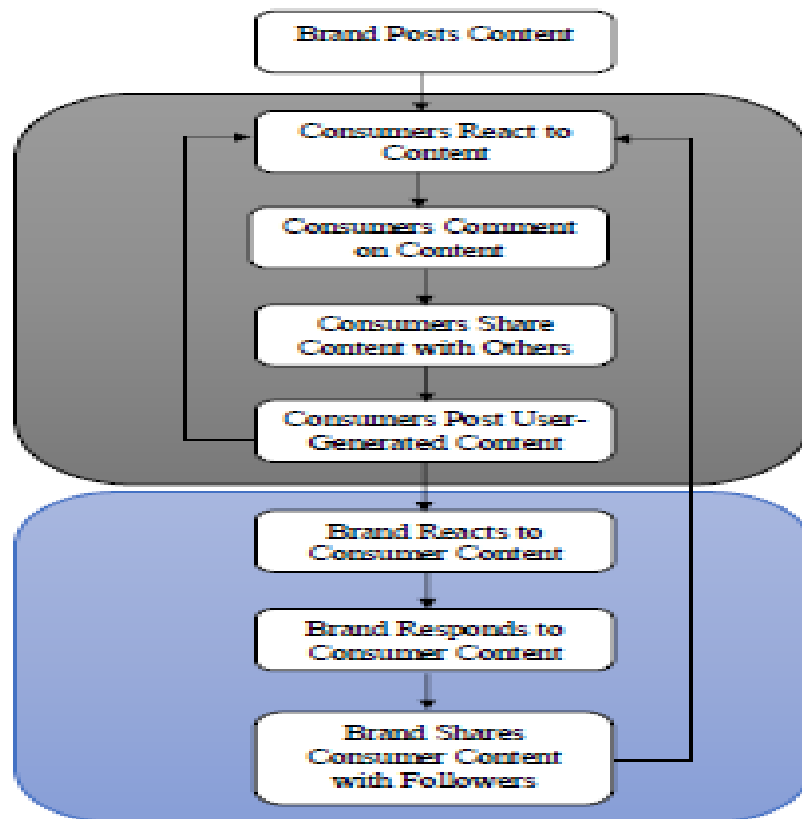 Brand Posts Content
Consumers React to
Content
Consumers Comment
on Content
Consumers Share
Content with Others
Consumers Post User-
Generated Content
Brand Reacts to
Consumer Content
Brand Responds to
Consumer Content
Brand Shares
Consumer Content
with Followers